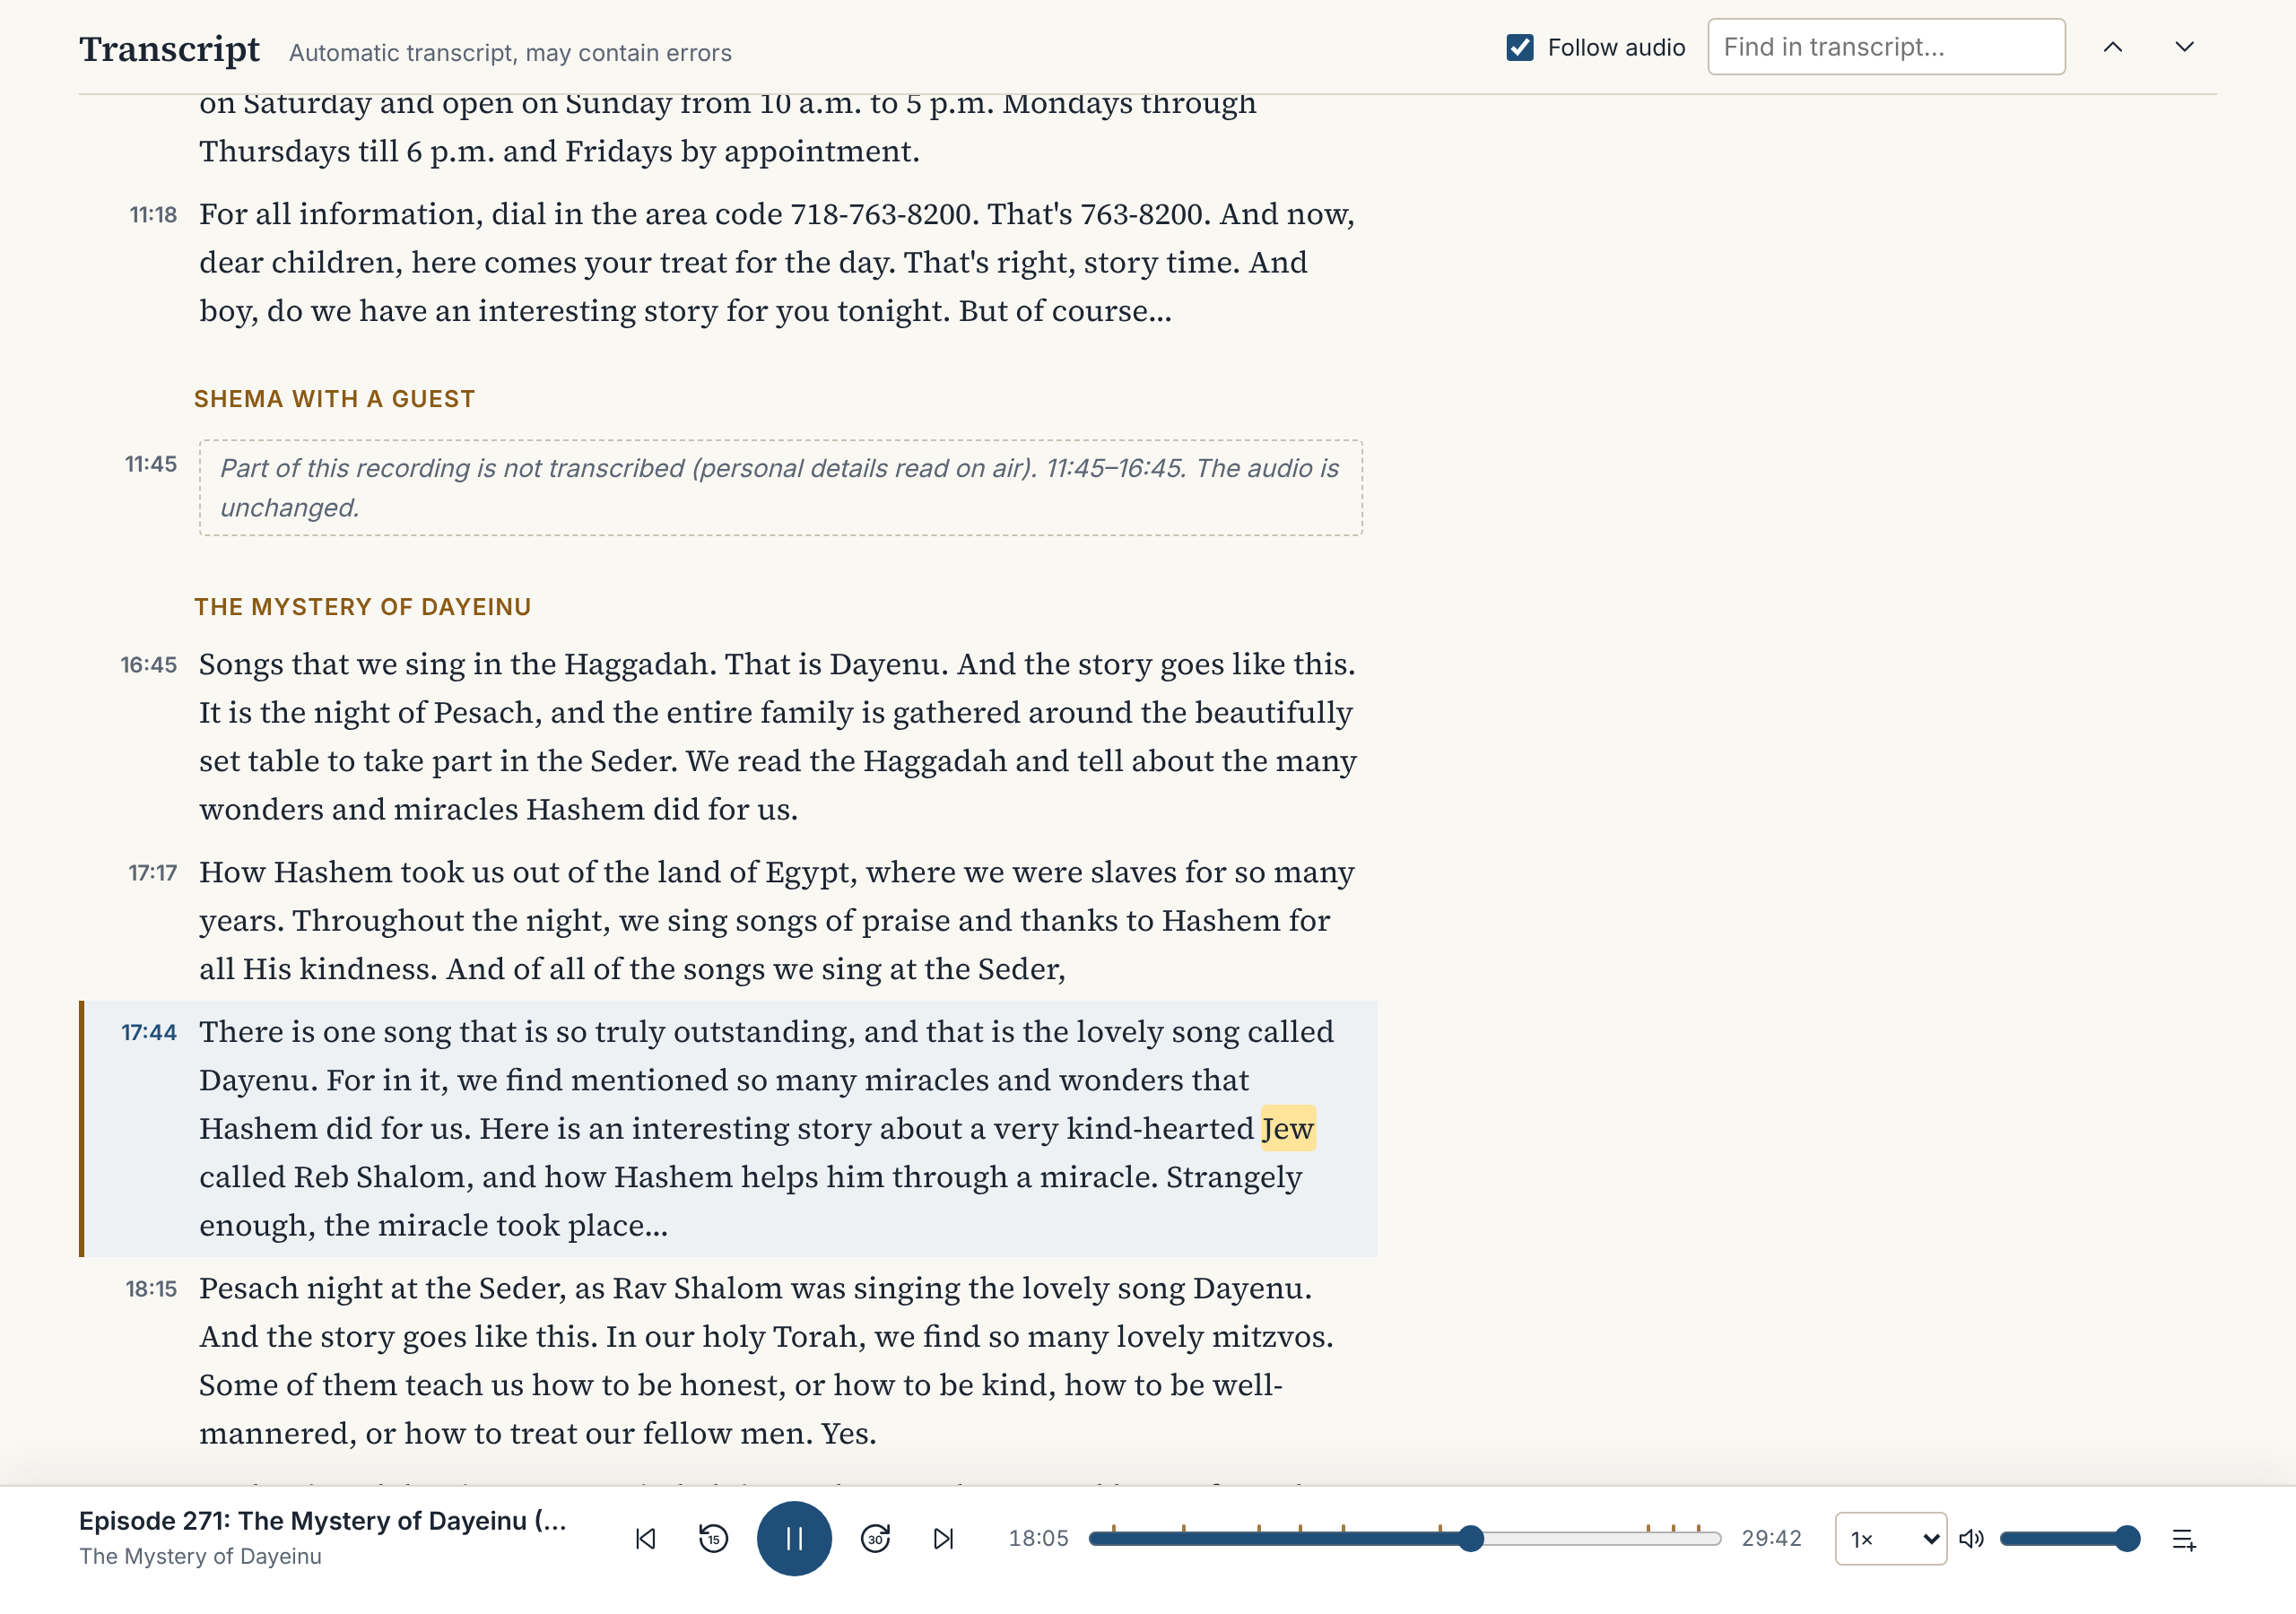 Transcript Automatic transcript, may contain errors Follow audio Find in transcript...
on Saturday and open on Sunday from 10 a.m. to 5 p.m. Mondays through
Thursdays till 6 p.m. and Fridays by appointment.
11:18 For all information, dial in the area code 718-763-8200. That's 763-8200. And now,
dear children, here comes your treat for the day. That's right, story time. And
boy, do we have an interesting story for you tonight. But of course...
SHEMA WITH A GUEST
11:45 Part of this recording is not transcribed (personal details read on air). 11:45–16:45. The audio is
unchanged.
THE MYSTERY OF DAYEINU
16:45 Songs that we sing in the Haggadah. That is Dayenu. And the story goes like this.
It is the night of Pesach, and the entire family is gathered around the beautifully
set table to take part in the Seder. We read the Haggadah and tell about the many
wonders and miracles Hashem did for us.
17:17 How Hashem took us out of the land of Egypt, where we were slaves for so many
years. Throughout the night, we sing songs of praise and thanks to Hashem for
all His kindness. And of all of the songs we sing at the Seder,
17:44 There is one song that is so truly outstanding, and that is the lovely song called
Dayenu. For in it, we find mentioned so many miracles and wonders that
Hashem did for us. Here is an interesting story about a very kind-hearted Jew
called Reb Shalom, and how Hashem helps him through a miracle. Strangely
enough, the miracle took place...
18:15 Pesach night at the Seder, as Rav Shalom was singing the lovely song Dayenu.
And the story goes like this. In our holy Torah, we find so many lovely mitzvos.
Some of them teach us how to be honest, or how to be kind, how to be well-
mannered, or how to treat our fellow men. Yes.
Episode 271: The Mystery of Dayeinu (...
The Mystery of Dayeinu
15 30 18:05 29:42 1×